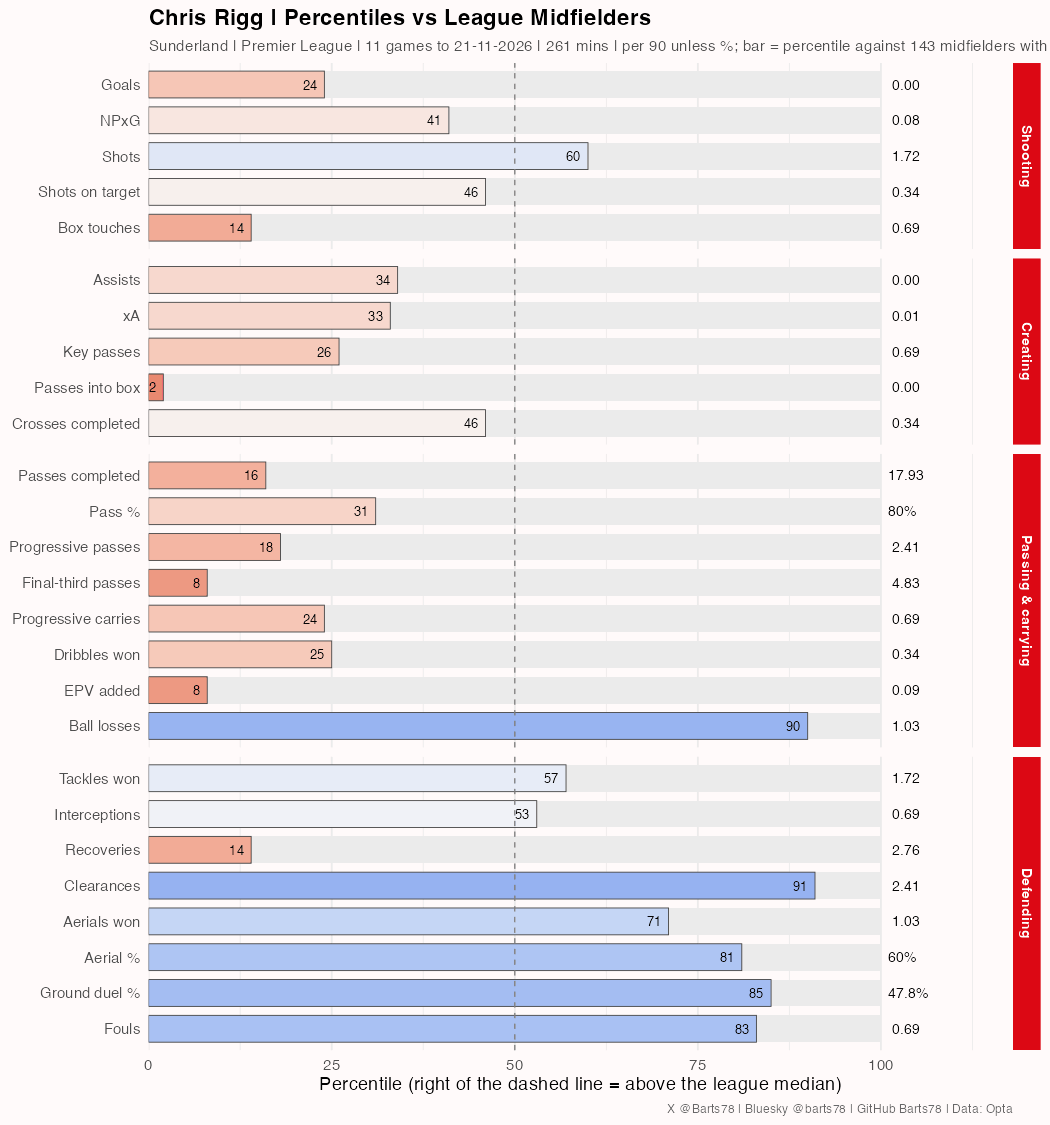 Chris Rigg | Percentiles vs League Midfielders
Sunderland | Premier League | 11 games to 21-11-2026 | 261 mins | per 90 unless %; bar = percentile against 143 midfielders with
Goals 24 0.00
NPxG 41 0.08
Shots 60 1.72
Shots on target 46 0.34
Box touches 14 0.69
Shooting
Assists 34 0.00
xA 33 0.01
Key passes 26 0.69
Passes into box 2 0.00
Crosses completed 46 0.34
Creating
Passes completed 16 17.93
Pass % 31 80%
Progressive passes 18 2.41
Final-third passes 8 4.83
Progressive carries 24 0.69
Dribbles won 25 0.34
EPV added 8 0.09
Ball losses 90 1.03
Passing & carrying
Tackles won 57 1.72
Interceptions 53 0.69
Recoveries 14 2.76
Clearances 91 2.41
Aerials won 71 1.03
Aerial % 81 60%
Ground duel % 85 47.8%
Fouls 83 0.69
Defending
0 25 50 75 100
Percentile (right of the dashed line = above the league median)
X @Barts78 | Bluesky @barts78 | GitHub Barts78 | Data: Opta